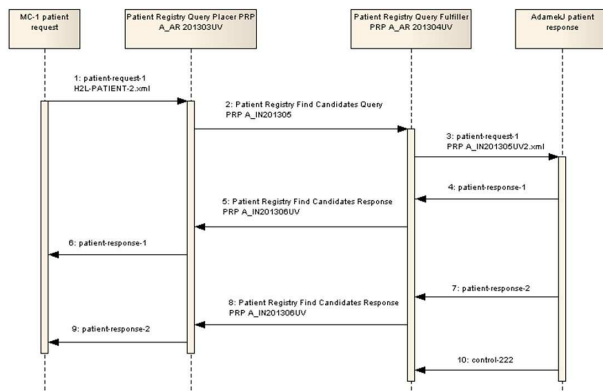 MC-1 patient
request
Patient Registry Query Placer PRP
A_AR 201303UV
Patient Registry Query Fulfiller
PRP A_AR 201304UV
AdamekJ patient
response
1: patient-request-1
H2L-PATIENT-2.xml
2: Patient Registry Find Candidates Query
PRP A_IN201305
3: patient-request-1
PRP A_IN201305UV2.xml
4: patient-response-1
5: Patient Registry Find Candidates Response
PRP A_IN201306UV
6: patient-response-1
7: patient-response-2
8: Patient Registry Find Candidates Response
PRP A_IN201306UV
9: patient-response-2
10: control-222